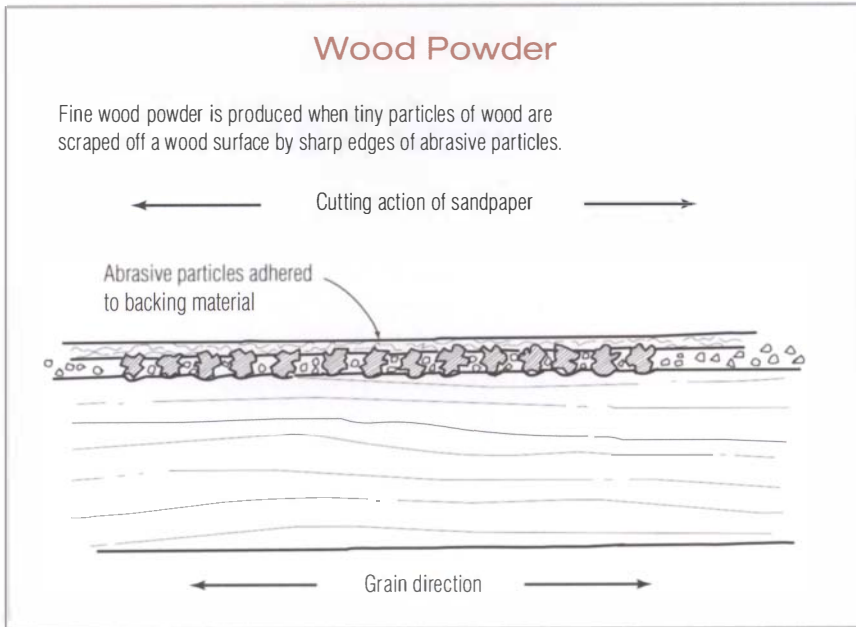 Wood Powder
Fine wood powder is produced when tiny particles of wood are
scraped off a wood surface by sharp edges of abrasive particles.
Cutting action of sandpaper
Abrasive particles adhered
to backing material
Grain direction